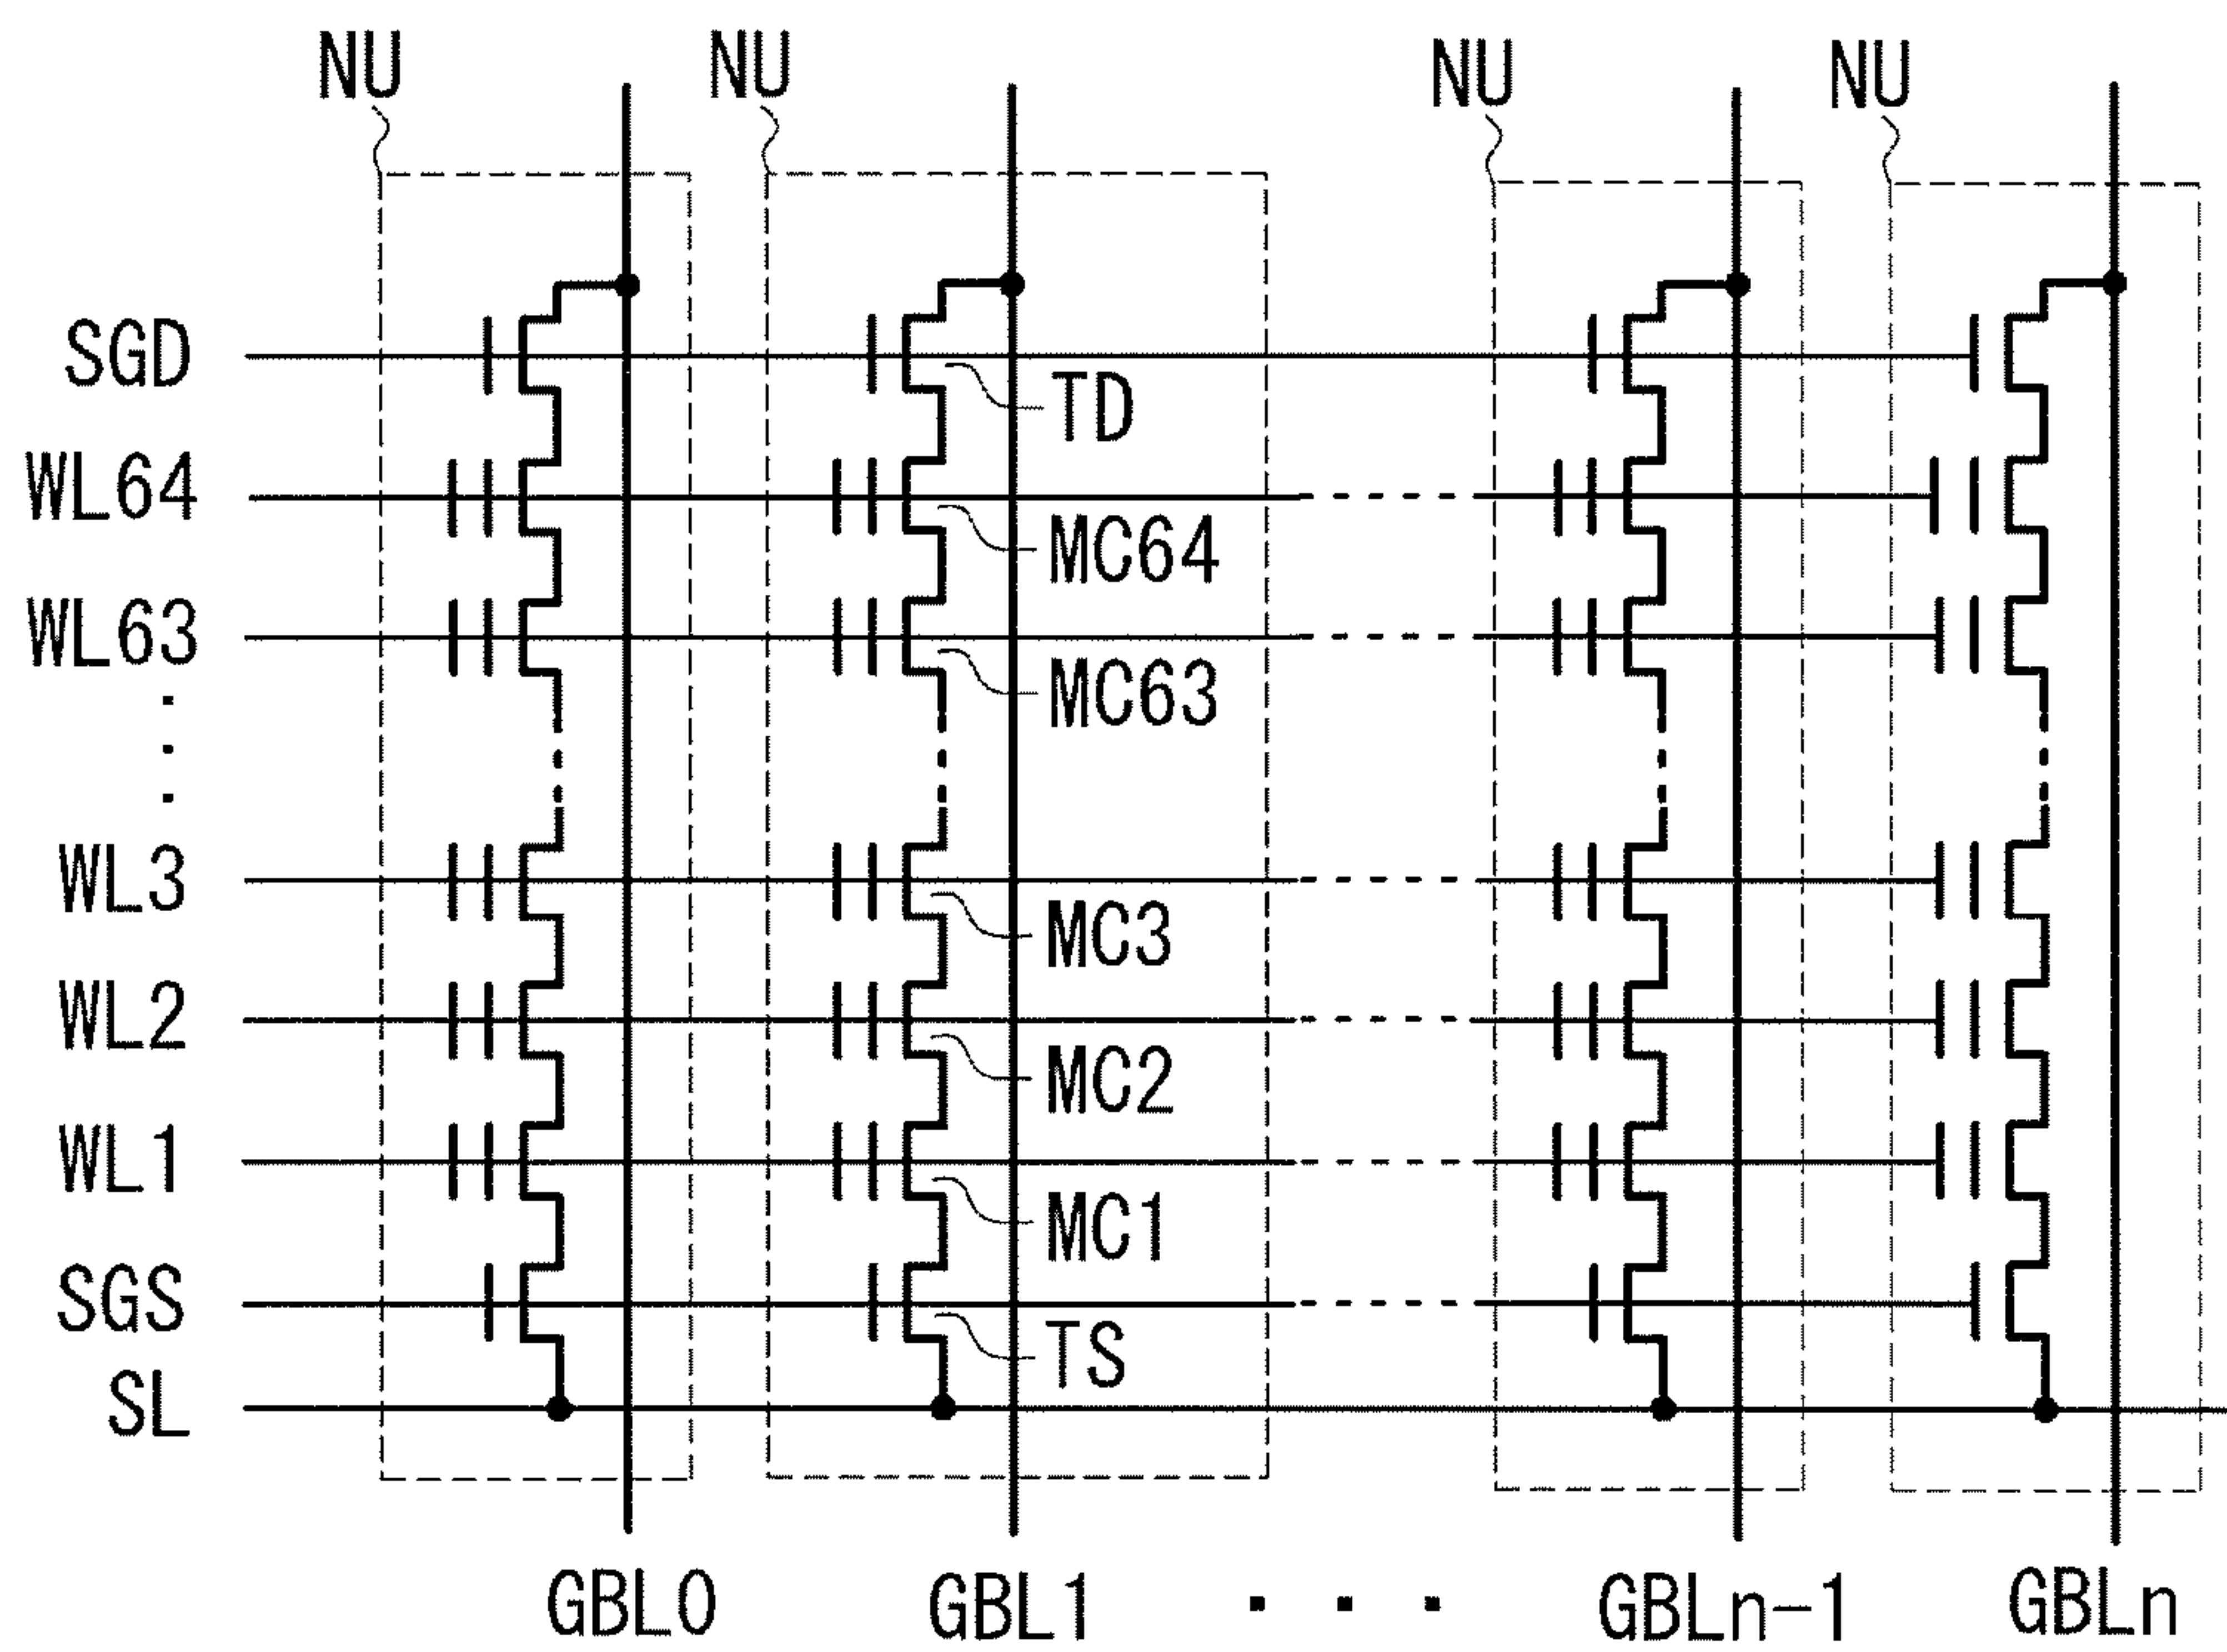 NU NU NU NU
SGD
TD
WL64
MC64
WL63
MC63
WL3
MC3
WL2
MC2
WL1
MC1
SGS
TS
SL
GBL0 GBL1 · · · GBLn-1 GBLn